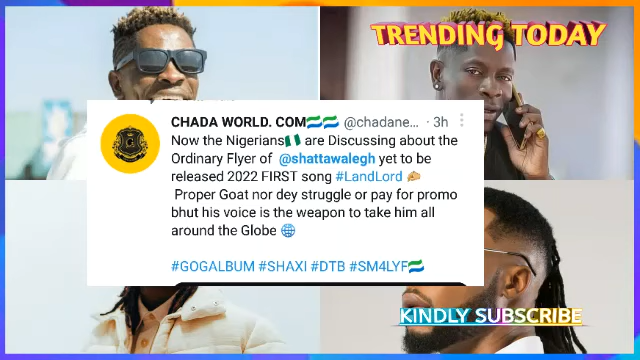 TRENDING TODAY
CHADA WORLD. COM🇸🇱🇸🇱 @chadane... · 3h
Now the Nigerians🇳🇬 are Discussing about the
Ordinary Flyer of @shattawalegh yet to be
released 2022 FIRST song #LandLord
Proper Goat nor dey struggle or pay for promo
bhut his voice is the weapon to take him all
around the Globe 🌐
#GOGALBUM #SHAXI #DTB #SM4LYF🇸🇱
KINDLY SUBSCRIBE